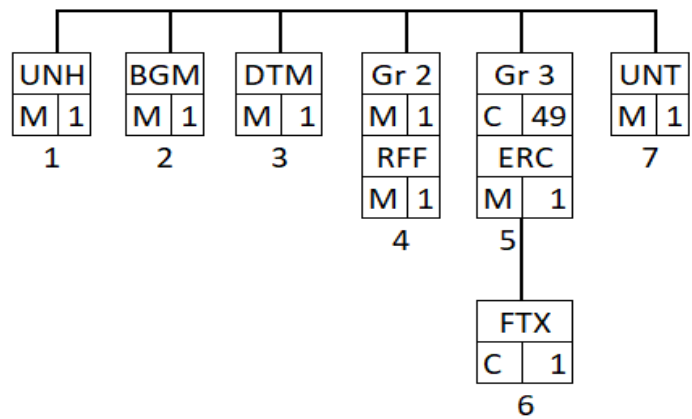 UNH BGM DTM Gr 2 Gr 3 UNT
M 1 M 1 M 1 M 1 C 49 M 1
1 2 3 RFF ERC 7
M 1 M 1
4 5
FTX
C 1
6